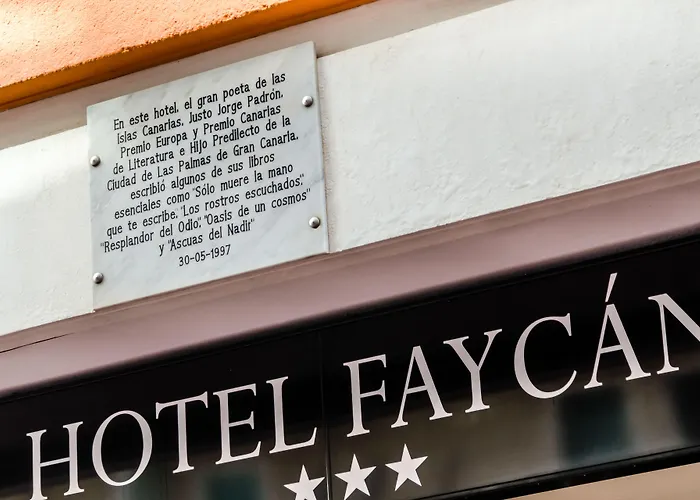 En este hotel, el gran poeta de las
Islas Canarias, Justo Jorge Padrón,
Premio Europa y Premio Canarias
de Literatura e Hijo Predilecto de la
Ciudad de Las Palmas de Gran Canaria,
escribió algunos de sus libros
esenciales como "Sólo muere la mano
que te escribe, "Los rostros escuchados",
"Resplandor del Odio", "Oasis de un cosmos"
y "Ascuas del Nadir"
30-05-1997
HOTEL FAYCÁN